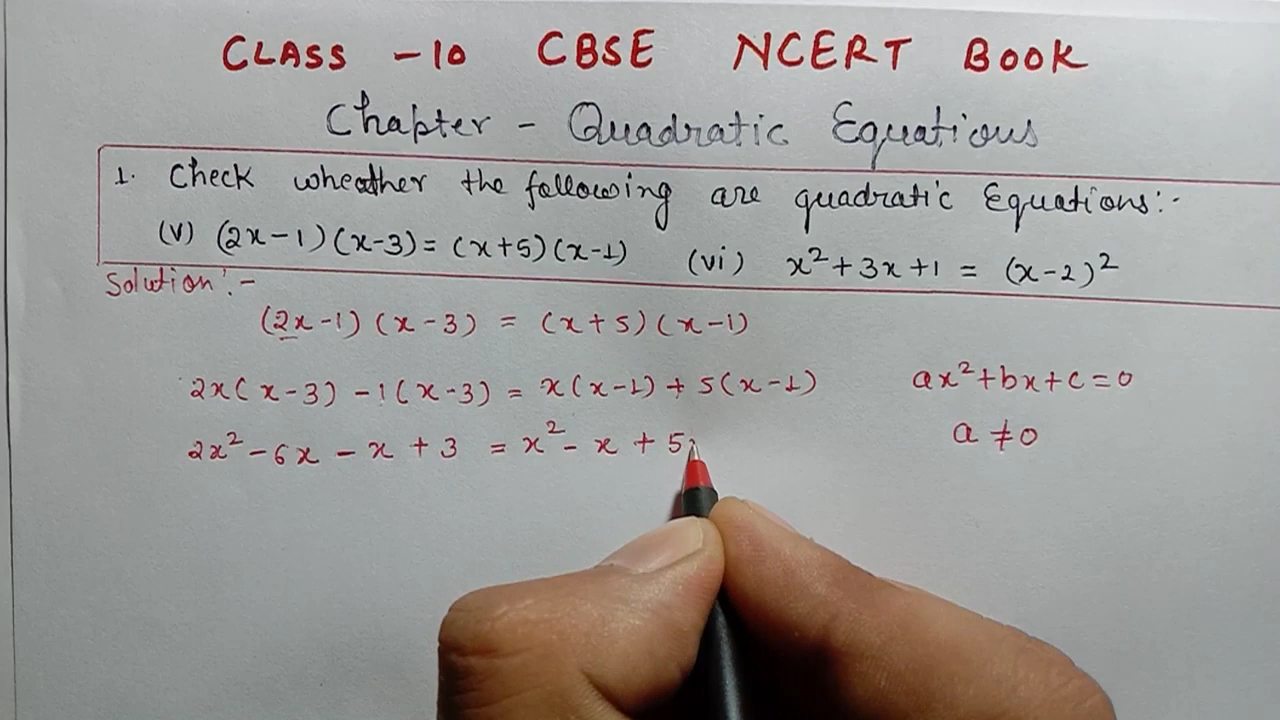 CLASS -10 CBSE NCERT BOOK
Chapter - Quadratic Equations
1. Check wheather the following are quadratic Equations:-
(v) (2x-1)(x-3)=(x+5)(x-1) (vi) x²+3x+1 = (x-2)²
Solution:-
(2x-1)(x-3) = (x+5)(x-1)
2x(x-3)-1(x-3) = x(x-1)+5(x-1) ax²+bx+c=0
2x²-6x-x+3 = x²-x+5 a≠0